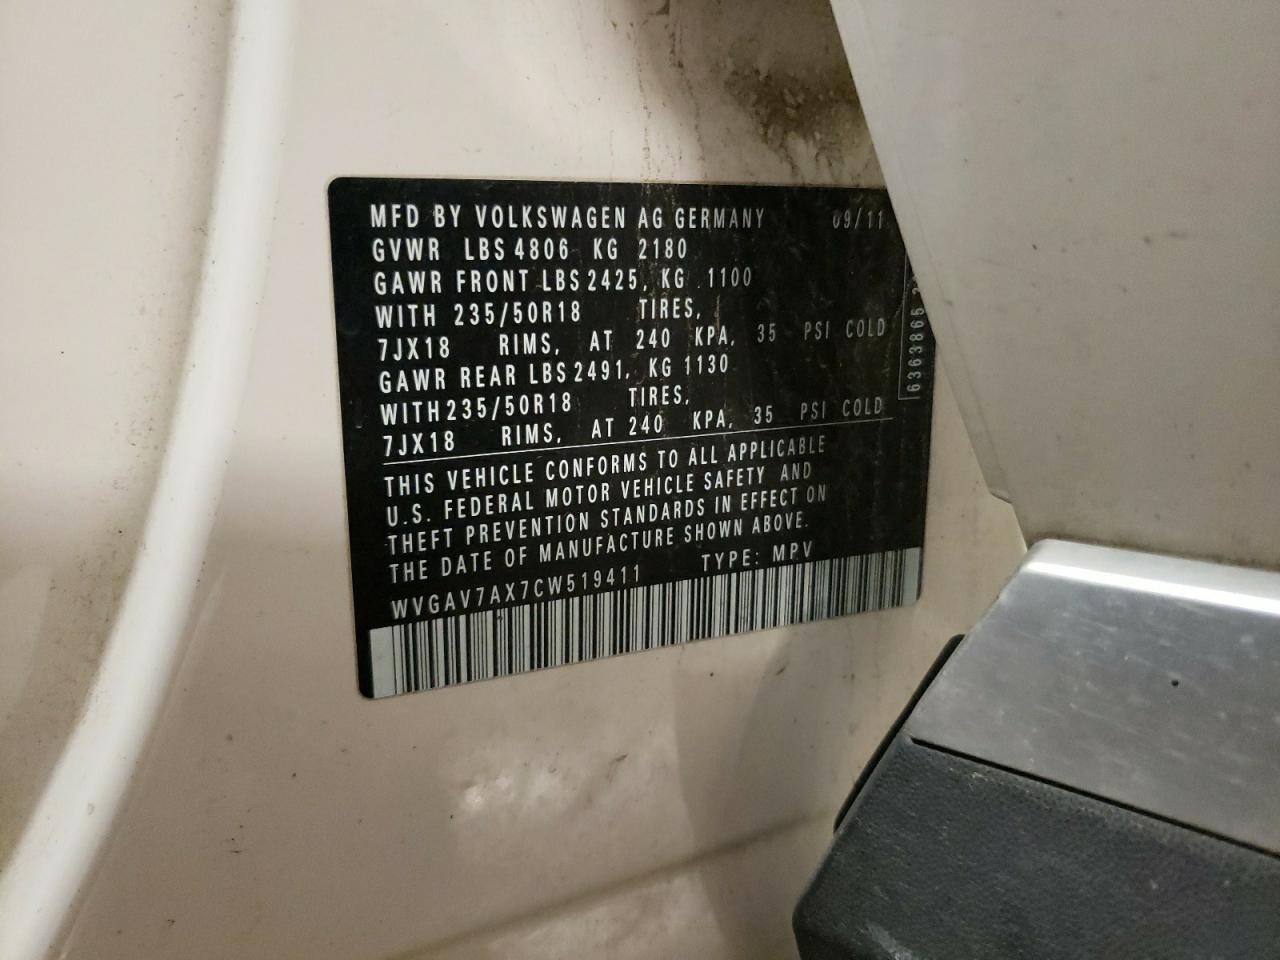 MFD BY VOLKSWAGEN AG GERMANY 09/11
GVWR LBS 4806 KG 2180
GAWR FRONT LBS 2425, KG 1100
WITH 235/50R18 TIRES,
7JX18 RIMS, AT 240 KPA, 35 PSI COLD
GAWR REAR LBS 2491, KG 1130
WITH 235/50R18 TIRES,
7JX18 RIMS, AT 240 KPA, 35 PSI COLD
THIS VEHICLE CONFORMS TO ALL APPLICABLE
U.S. FEDERAL MOTOR VEHICLE SAFETY AND
THEFT PREVENTION STANDARDS IN EFFECT ON
THE DATE OF MANUFACTURE SHOWN ABOVE.
WVGAV7AX7CW519411 TYPE: MPV
6363865